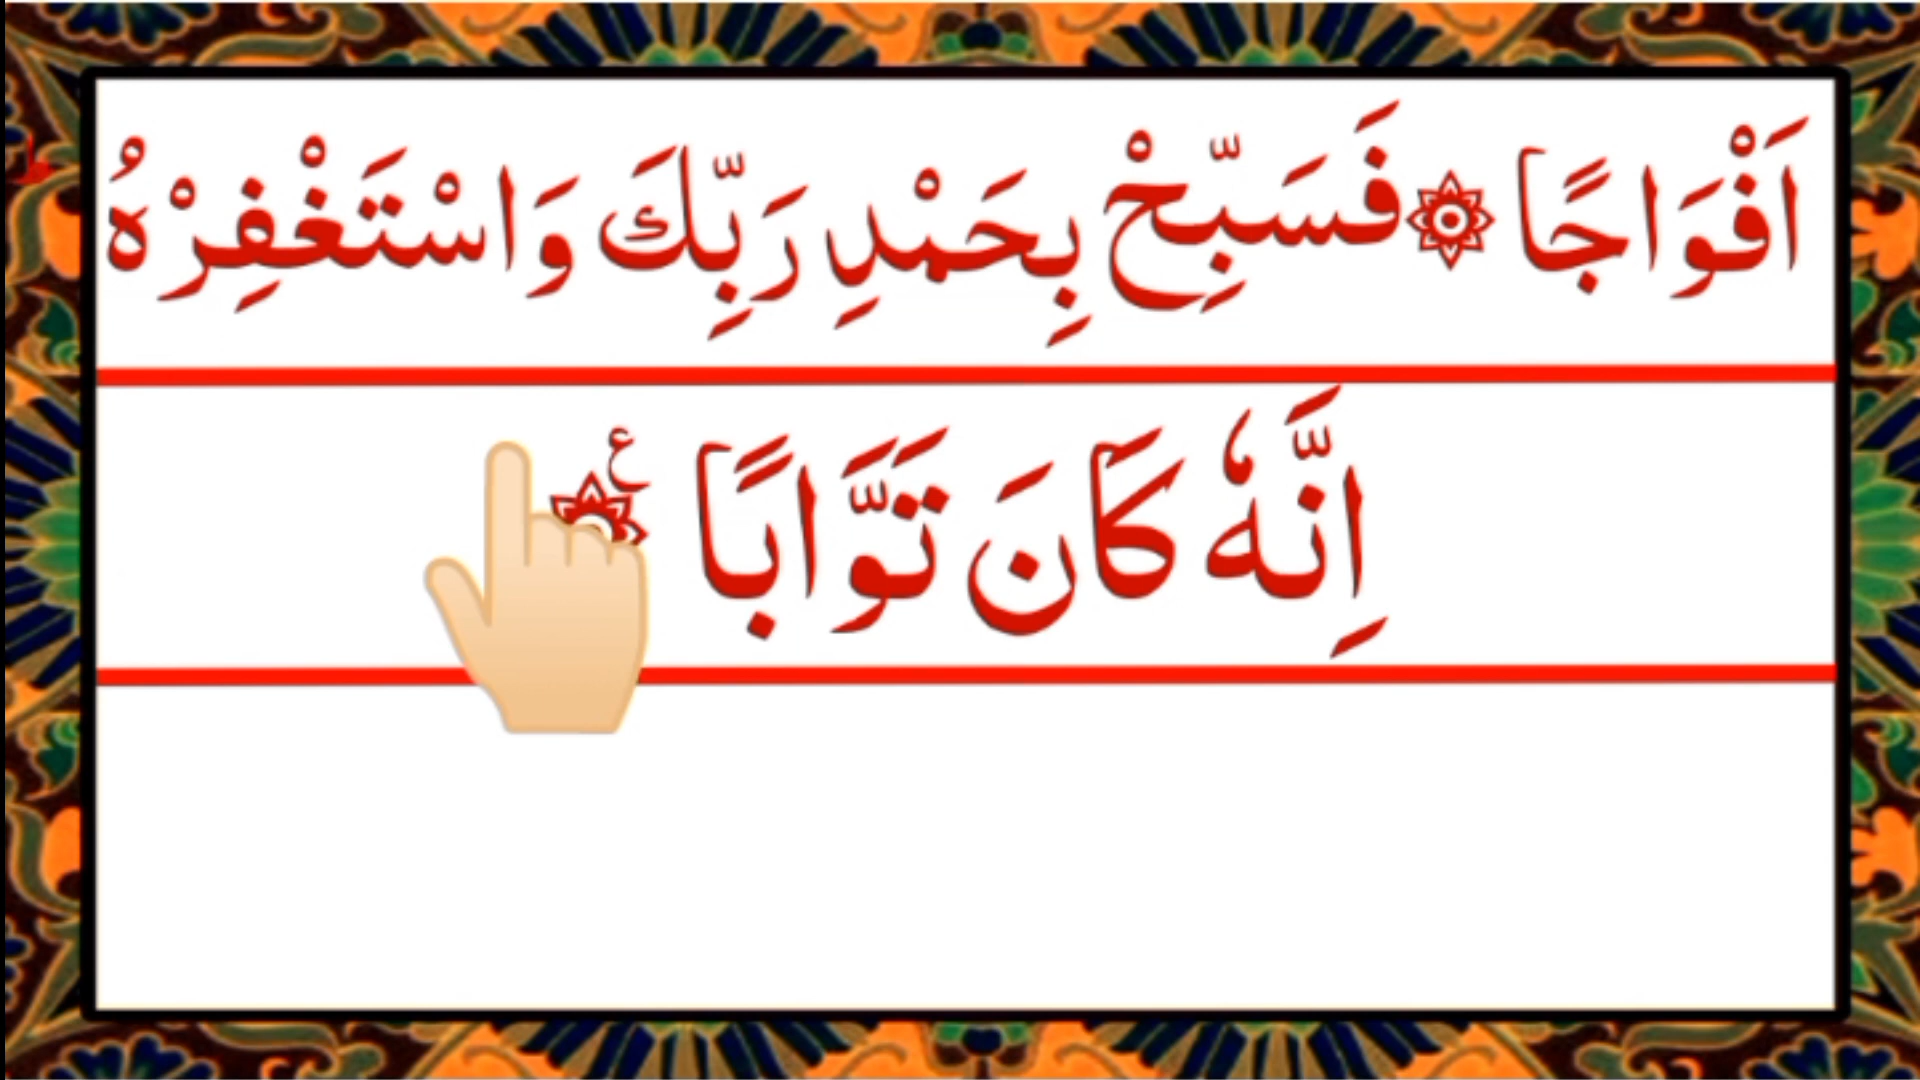 اَفْوَاجًا ۞ فَسَبِّحْ بِحَمْدِ رَبِّكَ وَاسْتَغْفِرْهُ
اِنَّهٗ كَانَ تَوَّابًا ۞ ع